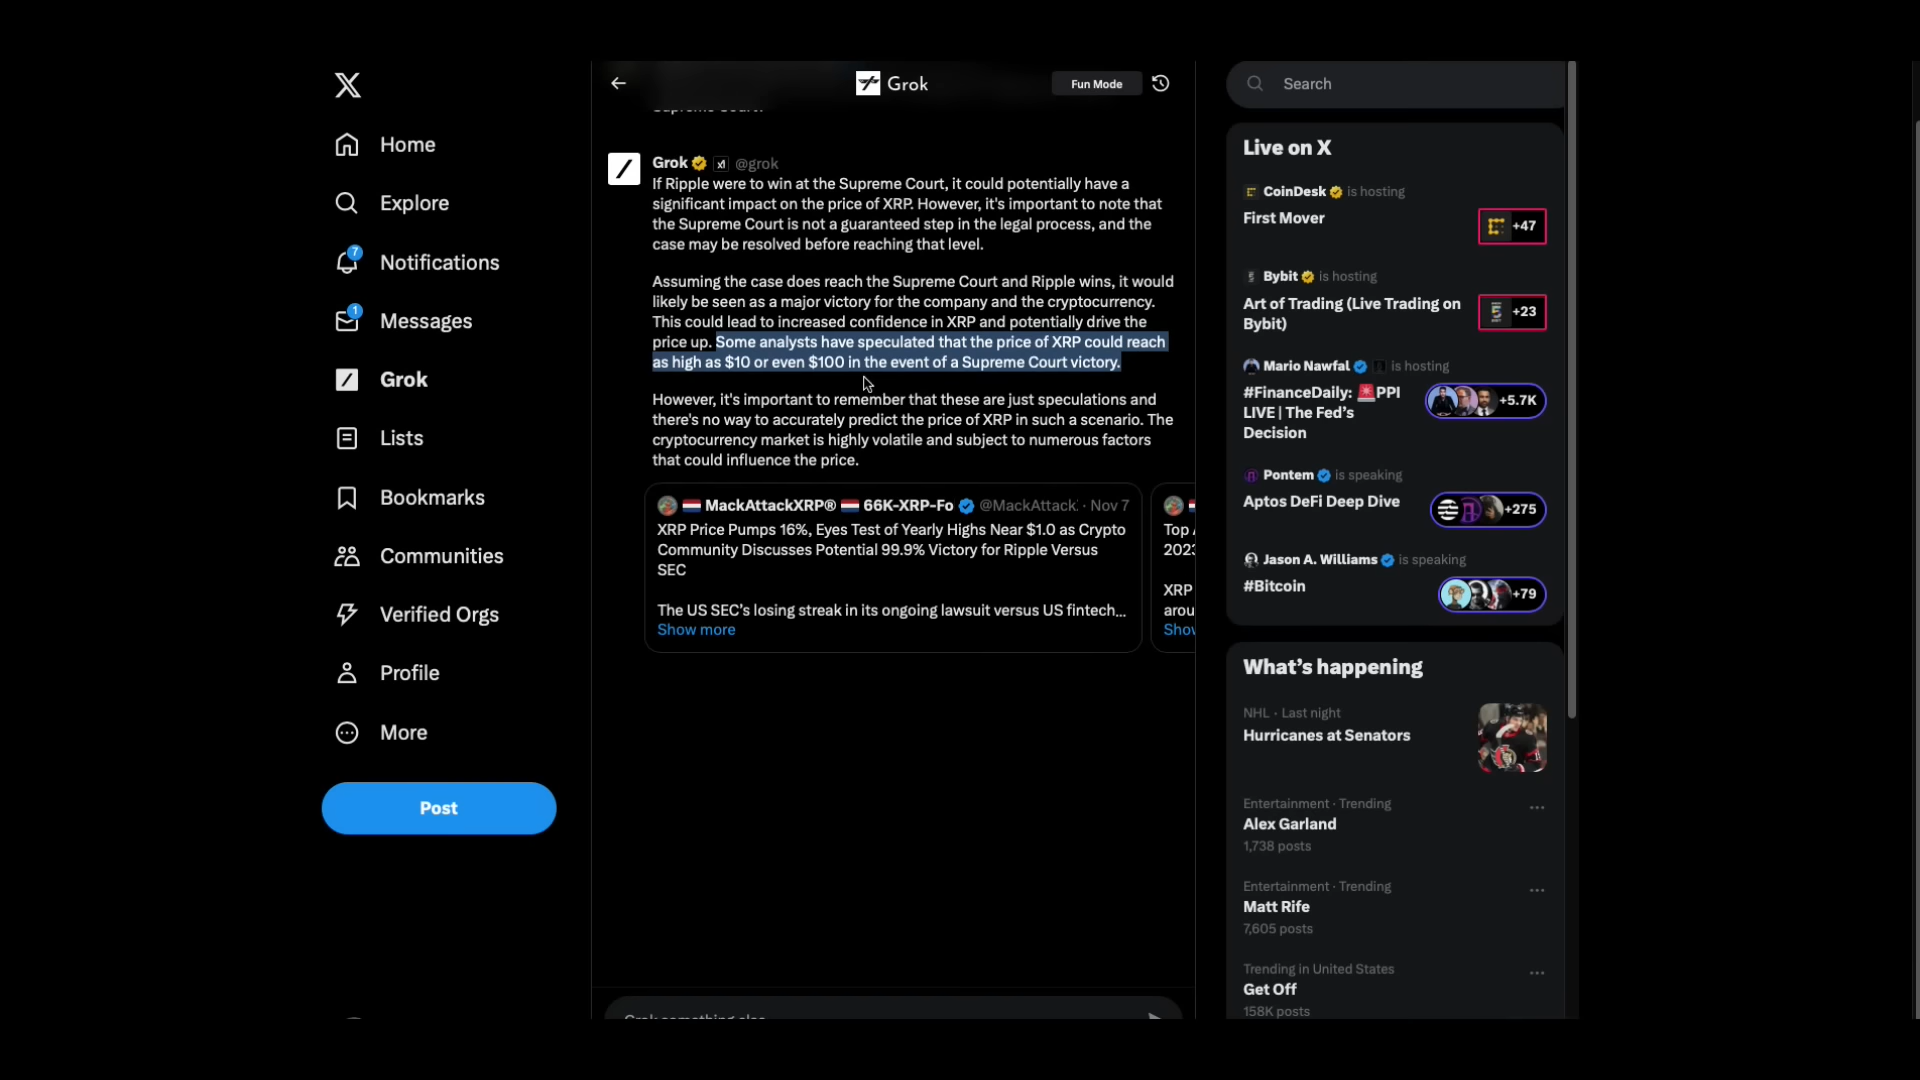 Home
Explore
7
Notifications
1
Messages
Grok
Lists
Bookmarks
Communities
Verified Orgs
Profile
More
Post
Grok
Fun Mode
Supreme Court?
Grok @grok
If Ripple were to win at the Supreme Court, it could potentially have a
significant impact on the price of XRP. However, it's important to note that
the Supreme Court is not a guaranteed step in the legal process, and the
case may be resolved before reaching that level.
Assuming the case does reach the Supreme Court and Ripple wins, it would
likely be seen as a major victory for the company and the cryptocurrency.
This could lead to increased confidence in XRP and potentially drive the
price up. Some analysts have speculated that the price of XRP could reach
as high as $10 or even $100 in the event of a Supreme Court victory.
However, it's important to remember that these are just speculations and
there's no way to accurately predict the price of XRP in such a scenario. The
cryptocurrency market is highly volatile and subject to numerous factors
that could influence the price.
MackAttackXRP® 66K-XRP-Fo @MackAttack · Nov 7
XRP Price Pumps 16%, Eyes Test of Yearly Highs Near $1.0 as Crypto
Community Discusses Potential 99.9% Victory for Ripple Versus
SEC
The US SEC's losing streak in its ongoing lawsuit versus US fintech...
Show more
Top
2023
XRP
arou
Show
Grok something else
Search
Live on X
CoinDesk is hosting
First Mover
+47
Bybit is hosting
Art of Trading (Live Trading on
Bybit)
+23
Mario Nawfal is hosting
#FinanceDaily: 🚨PPI
LIVE | The Fed's
Decision
+5.7K
Pontem is speaking
Aptos DeFi Deep Dive
+275
Jason A. Williams is speaking
#Bitcoin
+79
What's happening
NHL · Last night
Hurricanes at Senators
Entertainment · Trending
Alex Garland
1,738 posts
Entertainment · Trending
Matt Rife
7,605 posts
Trending in United States
Get Off
158K posts